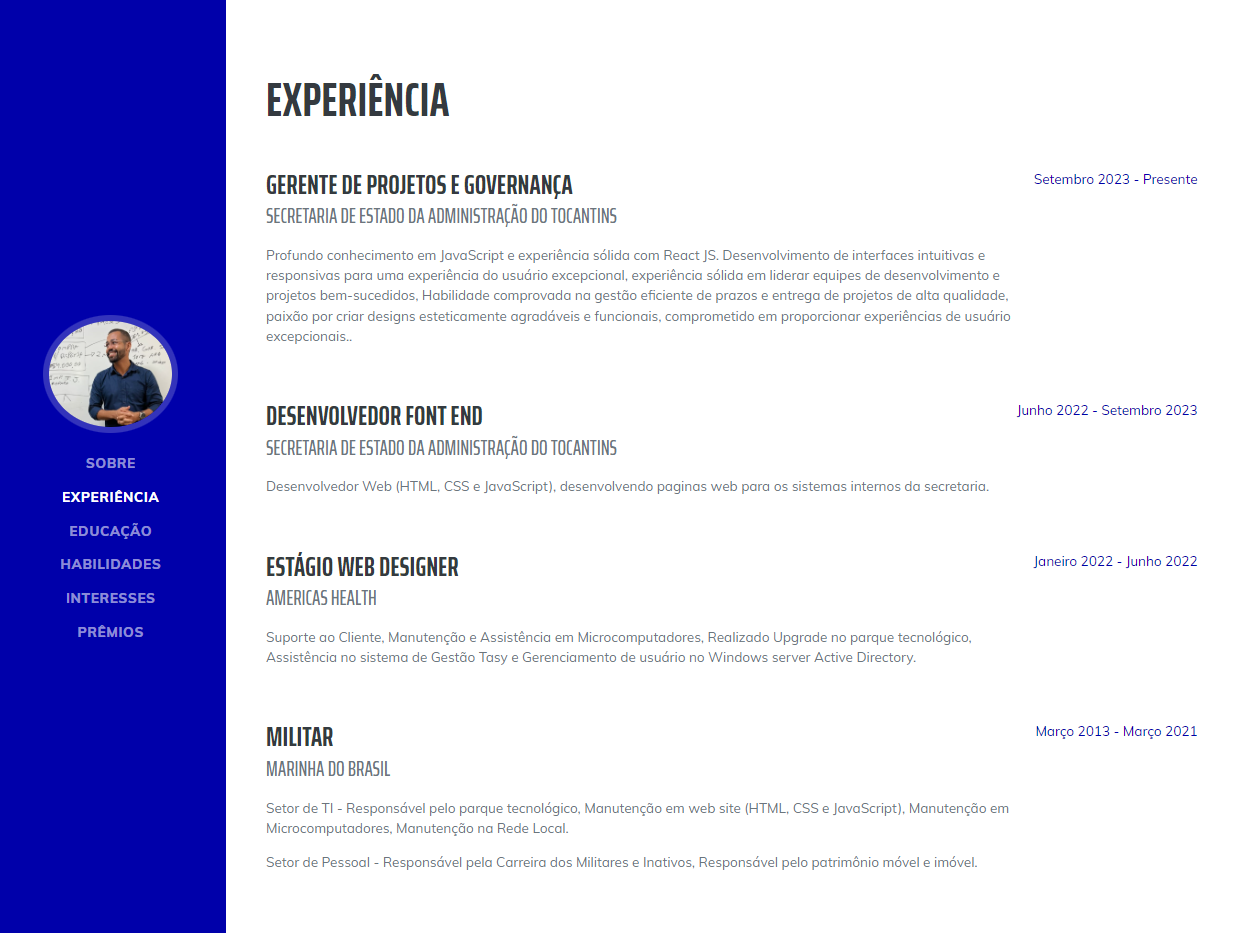 SOBRE
EXPERIÊNCIA
EDUCAÇÃO
HABILIDADES
INTERESSES
PRÊMIOS
EXPERIÊNCIA
GERENTE DE PROJETOS E GOVERNANÇA
Setembro 2023 - Presente
SECRETARIA DE ESTADO DA ADMINISTRAÇÃO DO TOCANTINS
Profundo conhecimento em JavaScript e experiência sólida com React JS. Desenvolvimento de interfaces intuitivas e
responsivas para uma experiência do usuário excepcional, experiência sólida em liderar equipes de desenvolvimento e
projetos bem-sucedidos, Habilidade comprovada na gestão eficiente de prazos e entrega de projetos de alta qualidade,
paixão por criar designs esteticamente agradáveis e funcionais, comprometido em proporcionar experiências de usuário
excepcionais..
DESENVOLVEDOR FONT END
Junho 2022 - Setembro 2023
SECRETARIA DE ESTADO DA ADMINISTRAÇÃO DO TOCANTINS
Desenvolvedor Web (HTML, CSS e JavaScript), desenvolvendo paginas web para os sistemas internos da secretaria.
ESTÁGIO WEB DESIGNER
Janeiro 2022 - Junho 2022
AMERICAS HEALTH
Suporte ao Cliente, Manutenção e Assistência em Microcomputadores, Realizado Upgrade no parque tecnológico,
Assistência no sistema de Gestão Tasy e Gerenciamento de usuário no Windows server Active Directory.
MILITAR
Março 2013 - Março 2021
MARINHA DO BRASIL
Setor de TI - Responsável pelo parque tecnológico, Manutenção em web site (HTML, CSS e JavaScript), Manutenção em
Microcomputadores, Manutenção na Rede Local.
Setor de Pessoal - Responsável pela Carreira dos Militares e Inativos, Responsável pelo patrimônio móvel e imóvel.